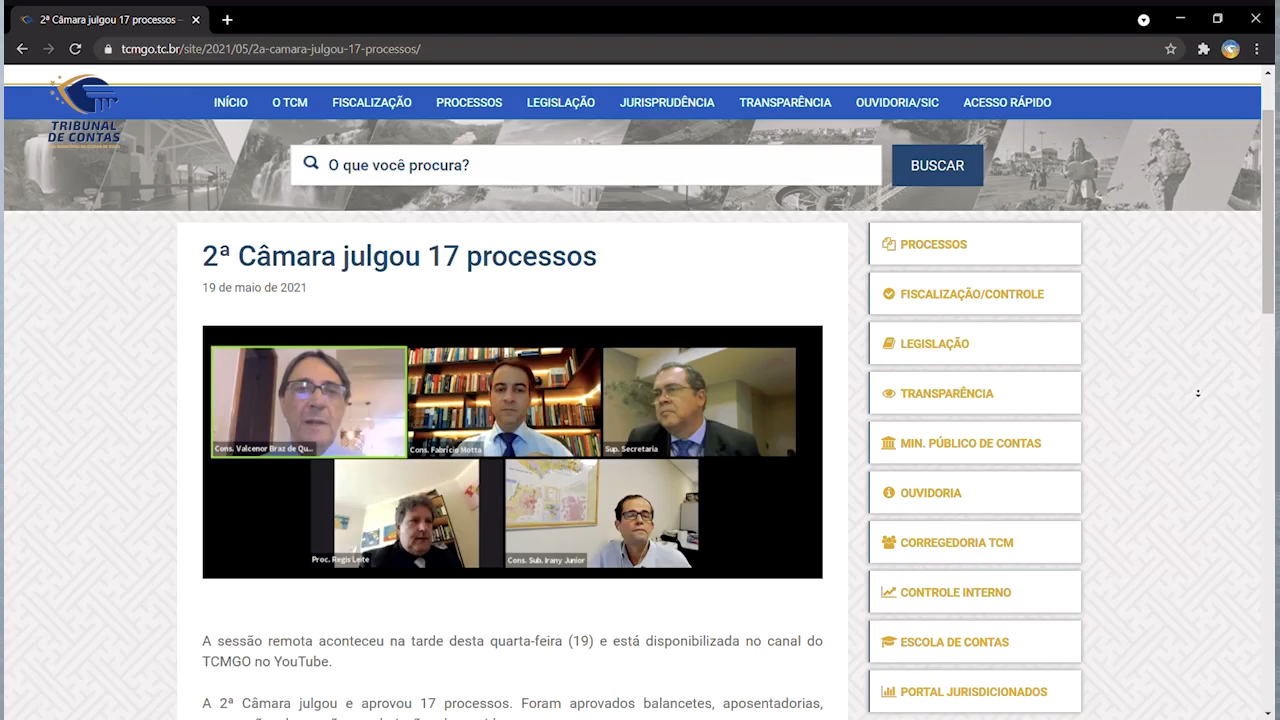 2ª Câmara julgou 17 processos –
tcmgo.tc.br/site/2021/05/2a-camara-julgou-17-processos/
TRIBUNAL
DE CONTAS
INÍCIO O TCM FISCALIZAÇÃO PROCESSOS LEGISLAÇÃO JURISPRUDÊNCIA TRANSPARÊNCIA OUVIDORIA/SIC ACESSO RÁPIDO
O que você procura?
BUSCAR
2ª Câmara julgou 17 processos
19 de maio de 2021
Cons. Valcenor Braz de Qu...
Cons. Fabrício Motta
Sup. Secretaria
Proc. Regis Leite
Cons. Sub. Irany Junior
A sessão remota aconteceu na tarde desta quarta-feira (19) e está disponibilizada no canal do
TCMGO no YouTube.
A 2ª Câmara julgou e aprovou 17 processos. Foram aprovados balancetes, aposentadorias,
PROCESSOS
FISCALIZAÇÃO/CONTROLE
LEGISLAÇÃO
TRANSPARÊNCIA
MIN. PÚBLICO DE CONTAS
OUVIDORIA
CORREGEDORIA TCM
CONTROLE INTERNO
ESCOLA DE CONTAS
PORTAL JURISDICIONADOS